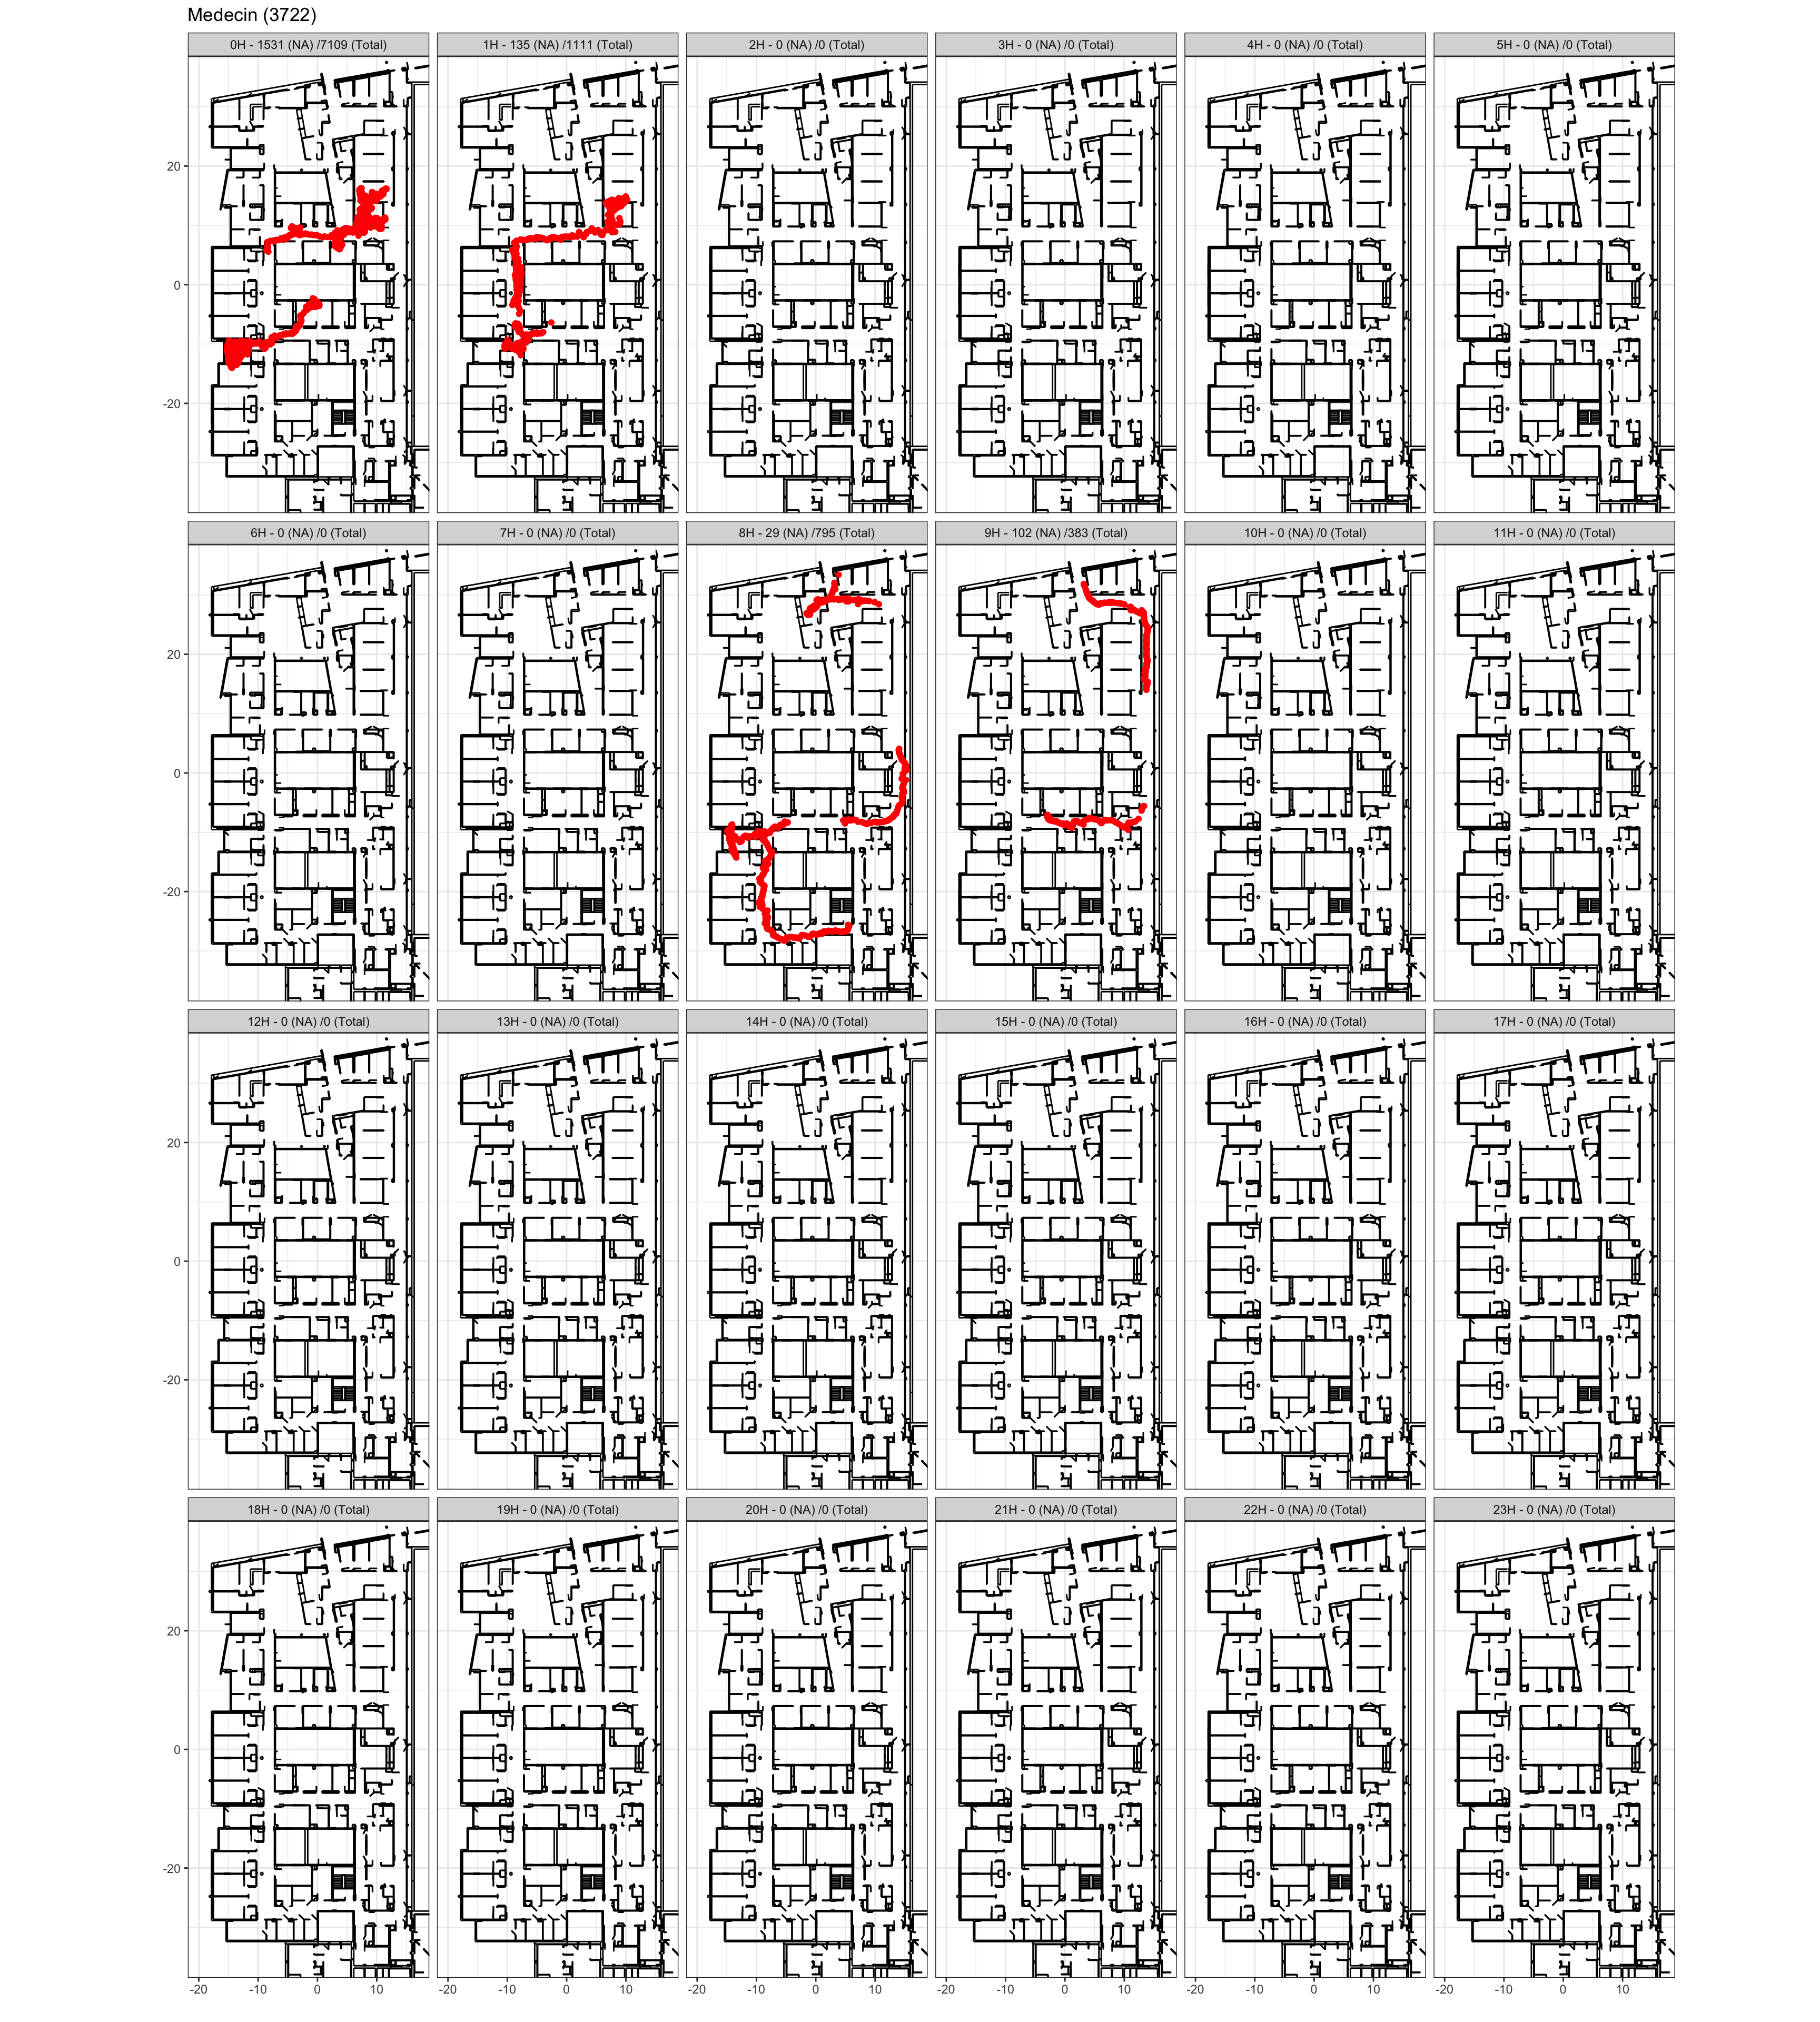 Medecin (3722)
0H - 1531 (NA) /7109 (Total) 1H - 135 (NA) /1111 (Total) 2H - 0 (NA) /0 (Total) 3H - 0 (NA) /0 (Total) 4H - 0 (NA) /0 (Total) 5H - 0 (NA) /0 (Total)
20
0
-20
6H - 0 (NA) /0 (Total) 7H - 0 (NA) /0 (Total) 8H - 29 (NA) /795 (Total) 9H - 102 (NA) /383 (Total) 10H - 0 (NA) /0 (Total) 11H - 0 (NA) /0 (Total)
20
0
-20
12H - 0 (NA) /0 (Total) 13H - 0 (NA) /0 (Total) 14H - 0 (NA) /0 (Total) 15H - 0 (NA) /0 (Total) 16H - 0 (NA) /0 (Total) 17H - 0 (NA) /0 (Total)
20
0
-20
18H - 0 (NA) /0 (Total) 19H - 0 (NA) /0 (Total) 20H - 0 (NA) /0 (Total) 21H - 0 (NA) /0 (Total) 22H - 0 (NA) /0 (Total) 23H - 0 (NA) /0 (Total)
20
0
-20
-20 -10 0 10 -20 -10 0 10 -20 -10 0 10 -20 -10 0 10 -20 -10 0 10 -20 -10 0 10